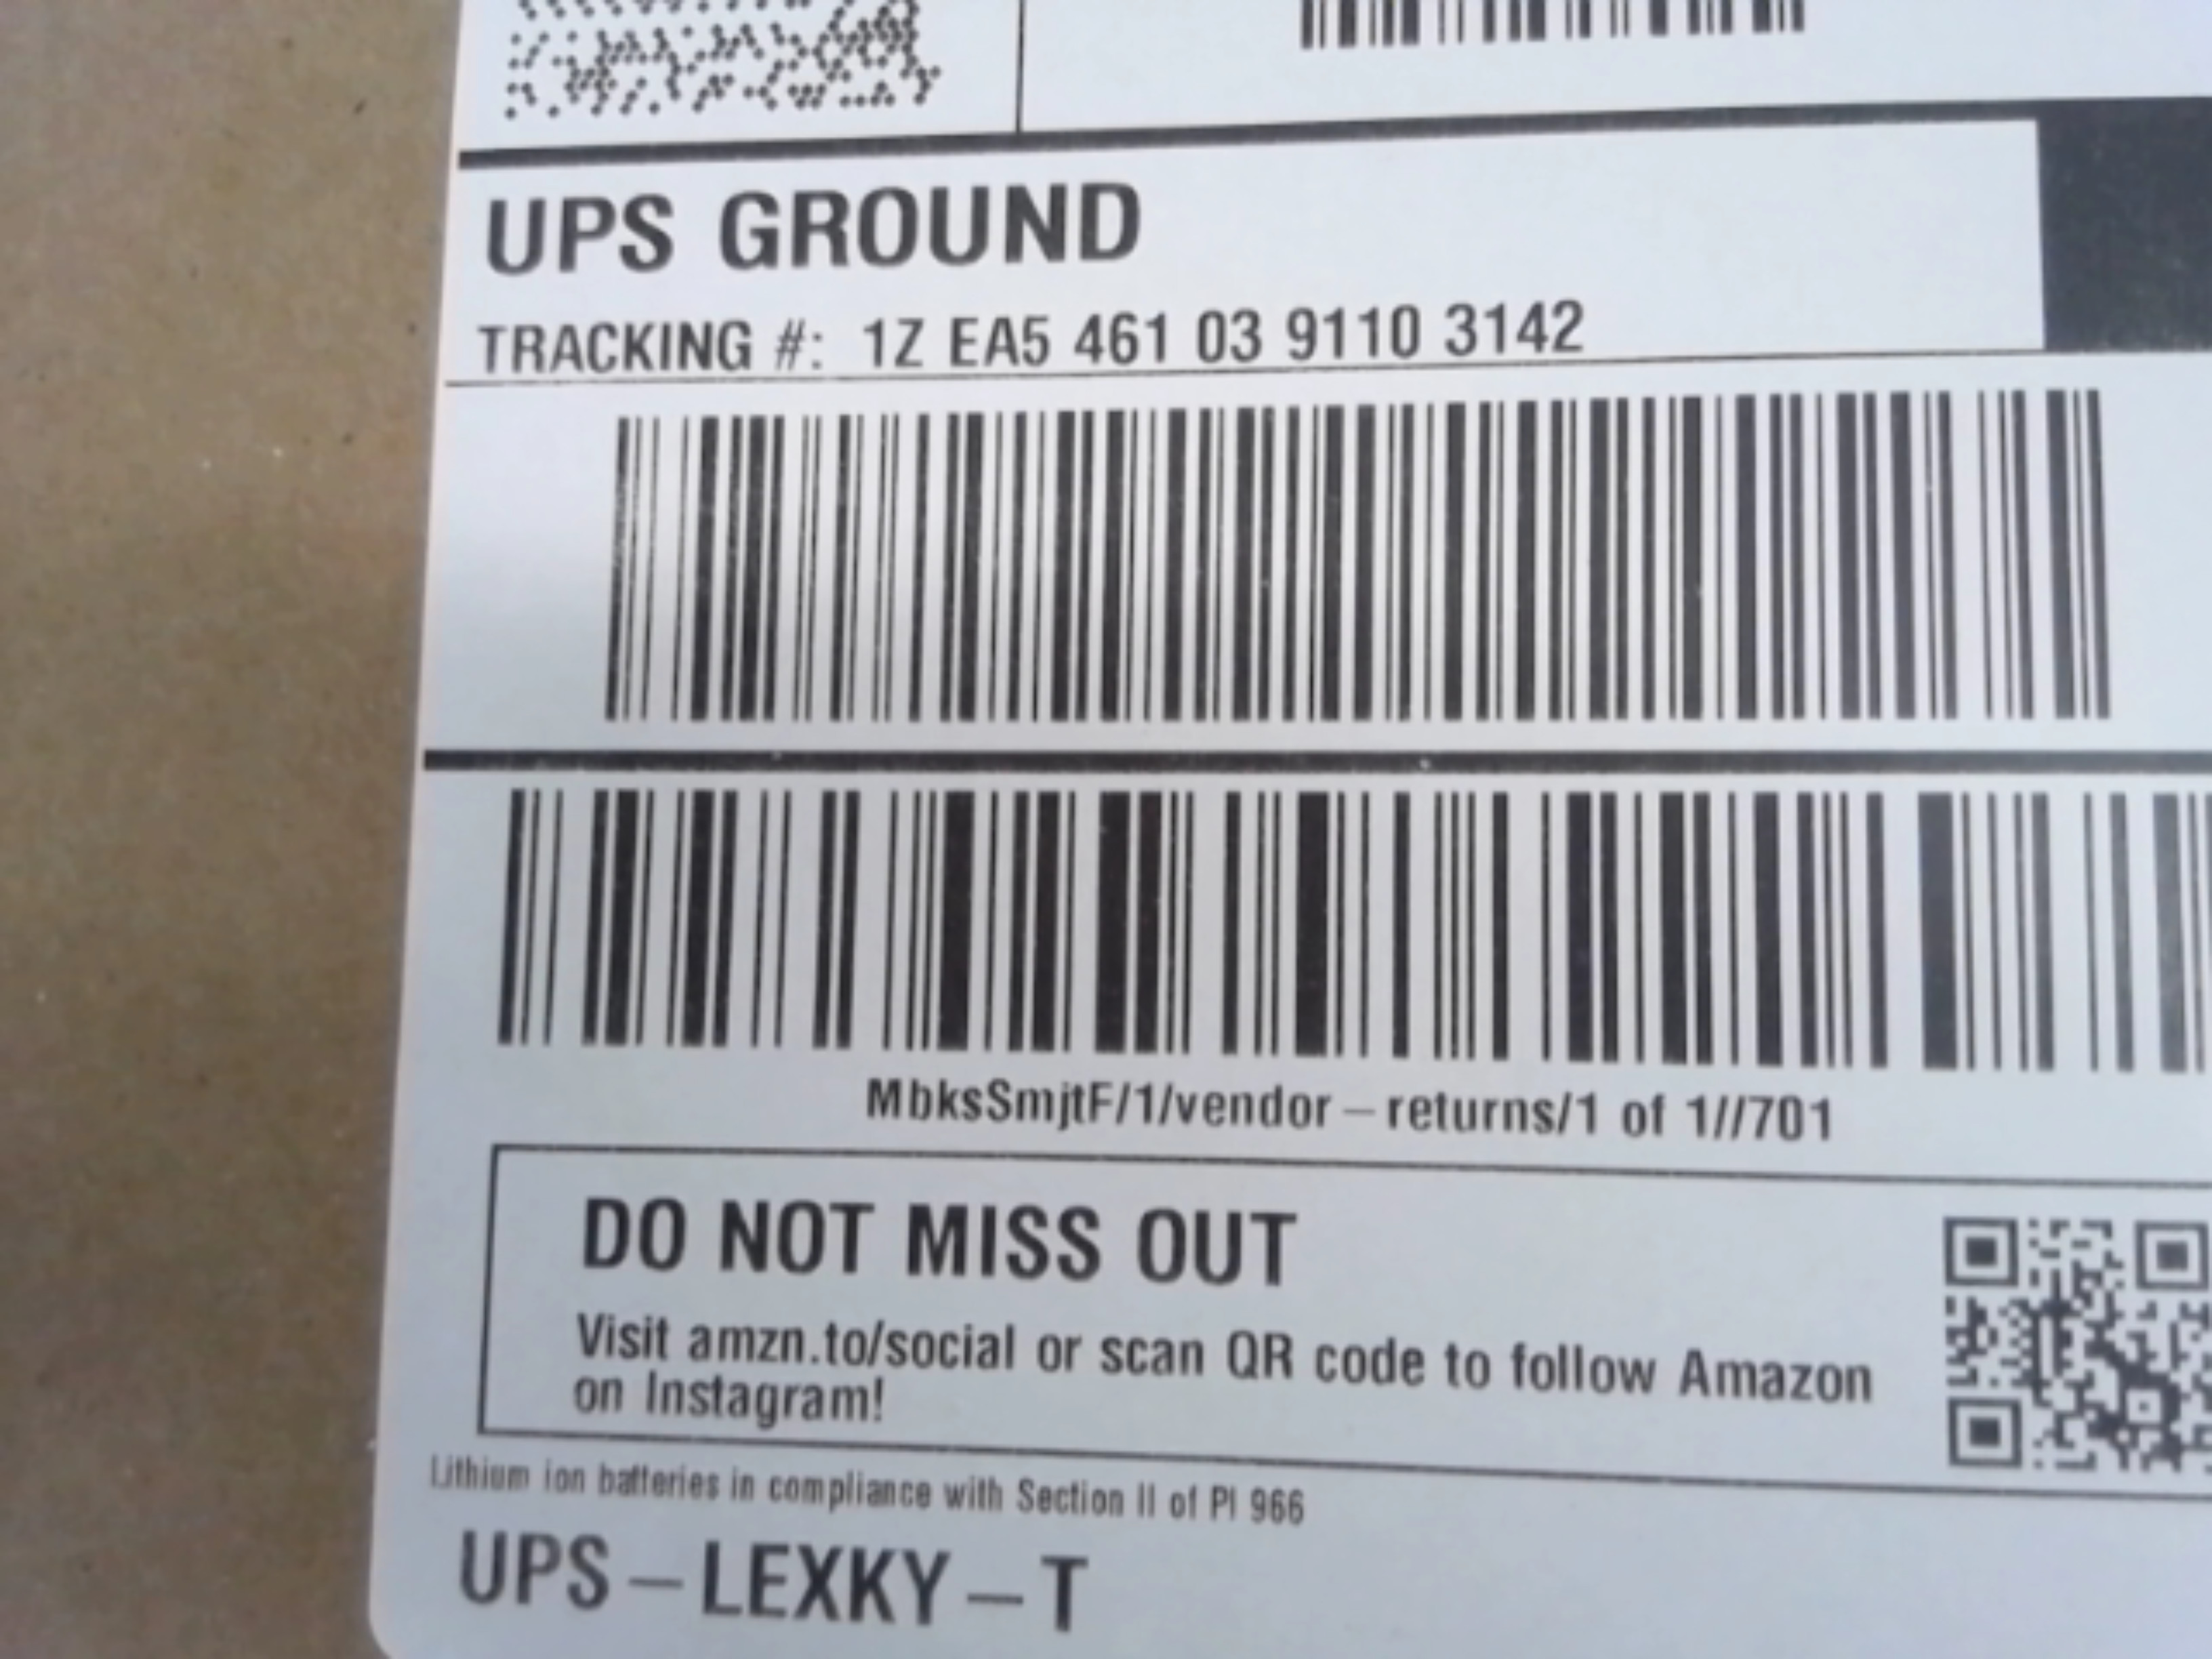 UPS GROUND
TRACKING #: 1Z EA5 461 03 9110 3142
MbksSmjtF/1/vendor-returns/1 of 1//701
DO NOT MISS OUT
Visit amzn.to/social or scan QR code to follow Amazon
on Instagram!
Lithium ion batteries in compliance with Section II of PI 966
UPS-LEXKY-T